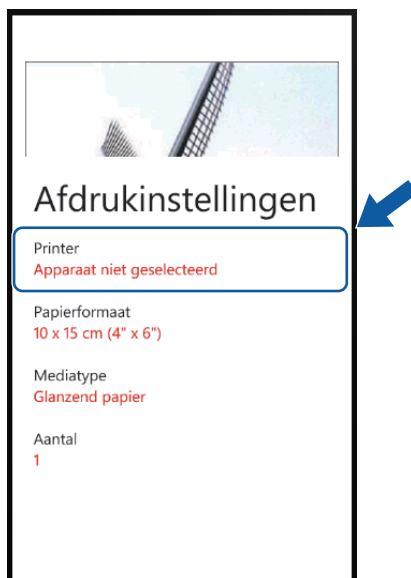 Afdrukinstellingen
Printer
Apparaat niet geselecteerd
Papierformaat
10 x 15 cm (4" x 6")
Mediatype
Glanzend papier
Aantal
1